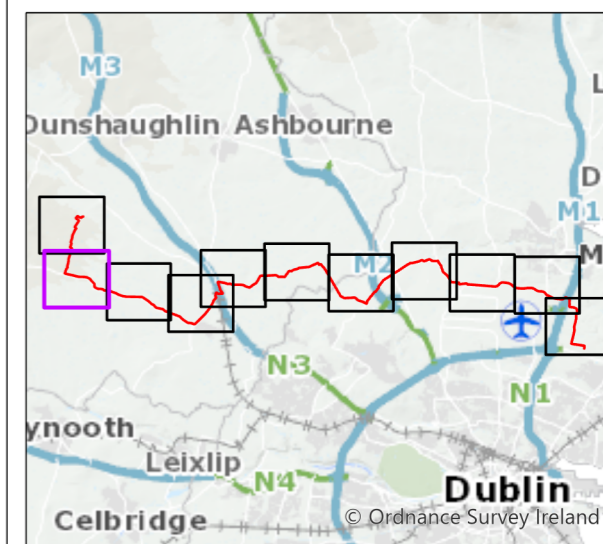 M3
L
Dunshaughlin Ashbourne
D
M1
M
M2
N3
N1
ynooth
Leixlip
N4
Dublin
Celbridge
© Ordnance Survey Ireland